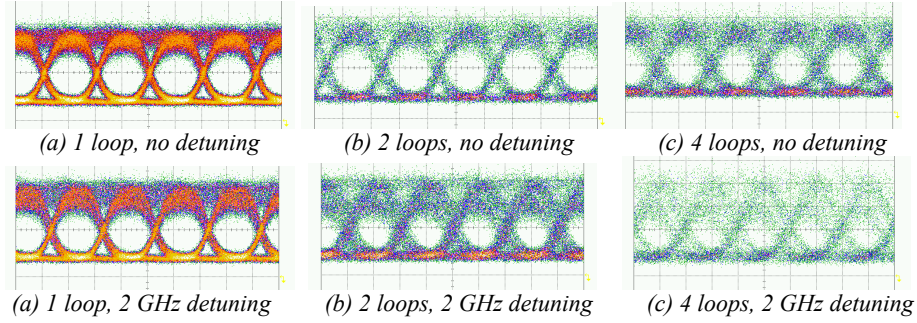 (a) 1 loop, no detuning
(b) 2 loops, no detuning
(c) 4 loops, no detuning
(a) 1 loop, 2 GHz detuning
(b) 2 loops, 2 GHz detuning
(c) 4 loops, 2 GHz detuning